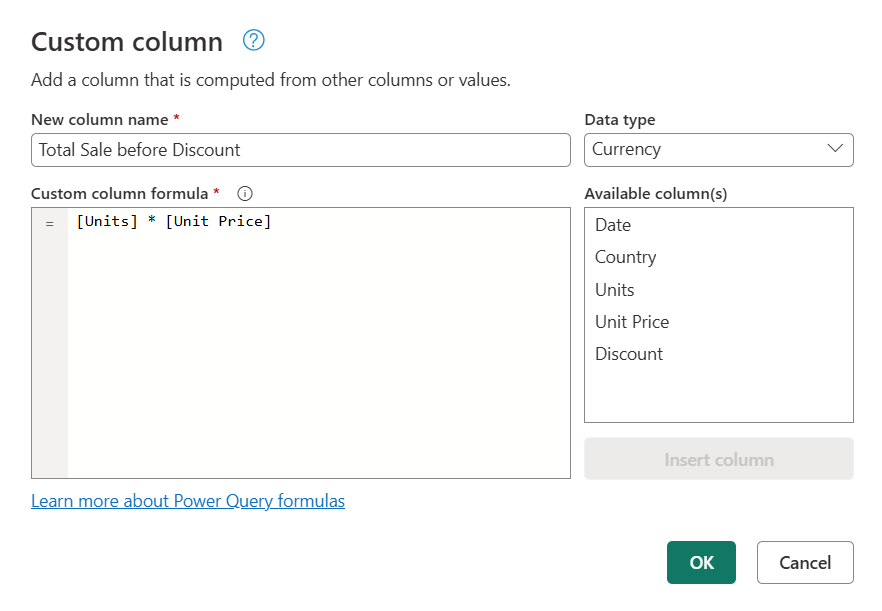 Custom column
Add a column that is computed from other columns or values.
New column name *
Total Sale before Discount
Data type
Currency
Custom column formula *
= [Units] * [Unit Price]
Available column(s)
Date
Country
Units
Unit Price
Discount
Insert column
Learn more about Power Query formulas
OK
Cancel